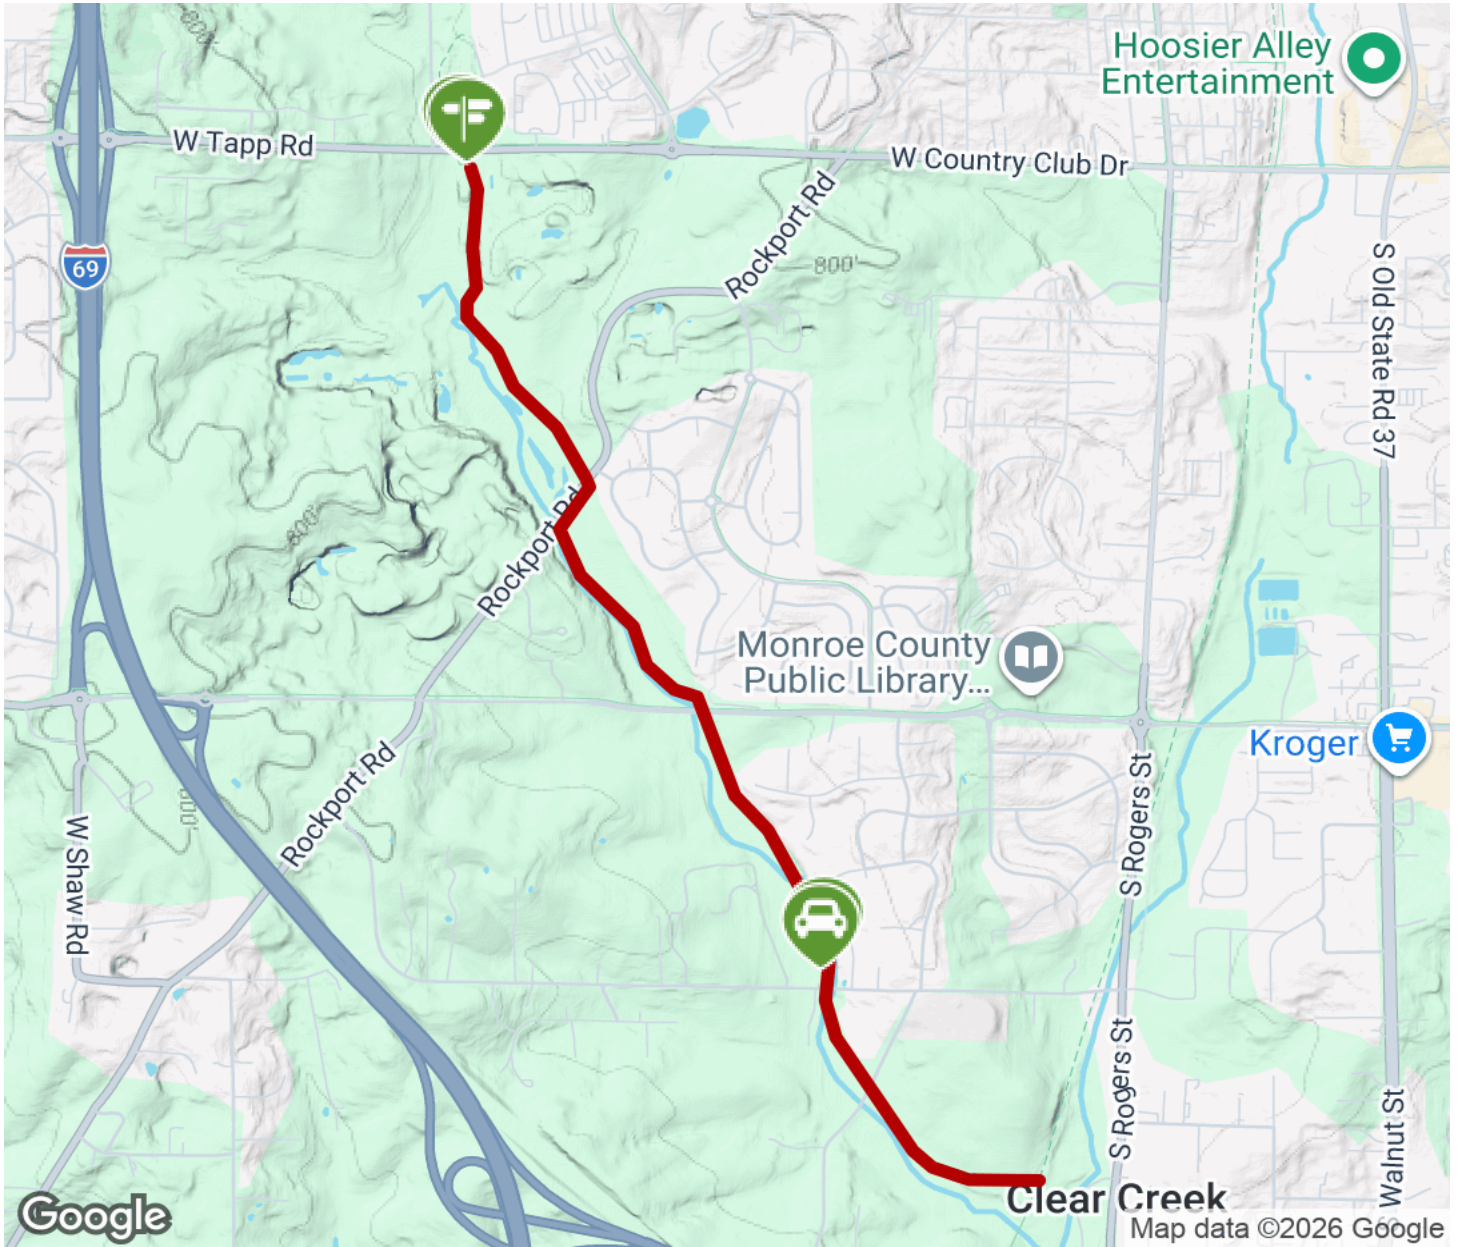 Hoosier Alley
Entertainment
W Tapp Rd
W Country Club Dr
Rockport Rd
800'
69
S Old State Rd 37
800'
Rockport Rd
Monroe County
Public Library...
Kroger
Rockport Rd
800'
W Shaw Rd
S Rogers St
S Rogers St
S Walnut St
Clear Creek
Google
Map data ©2026 Google